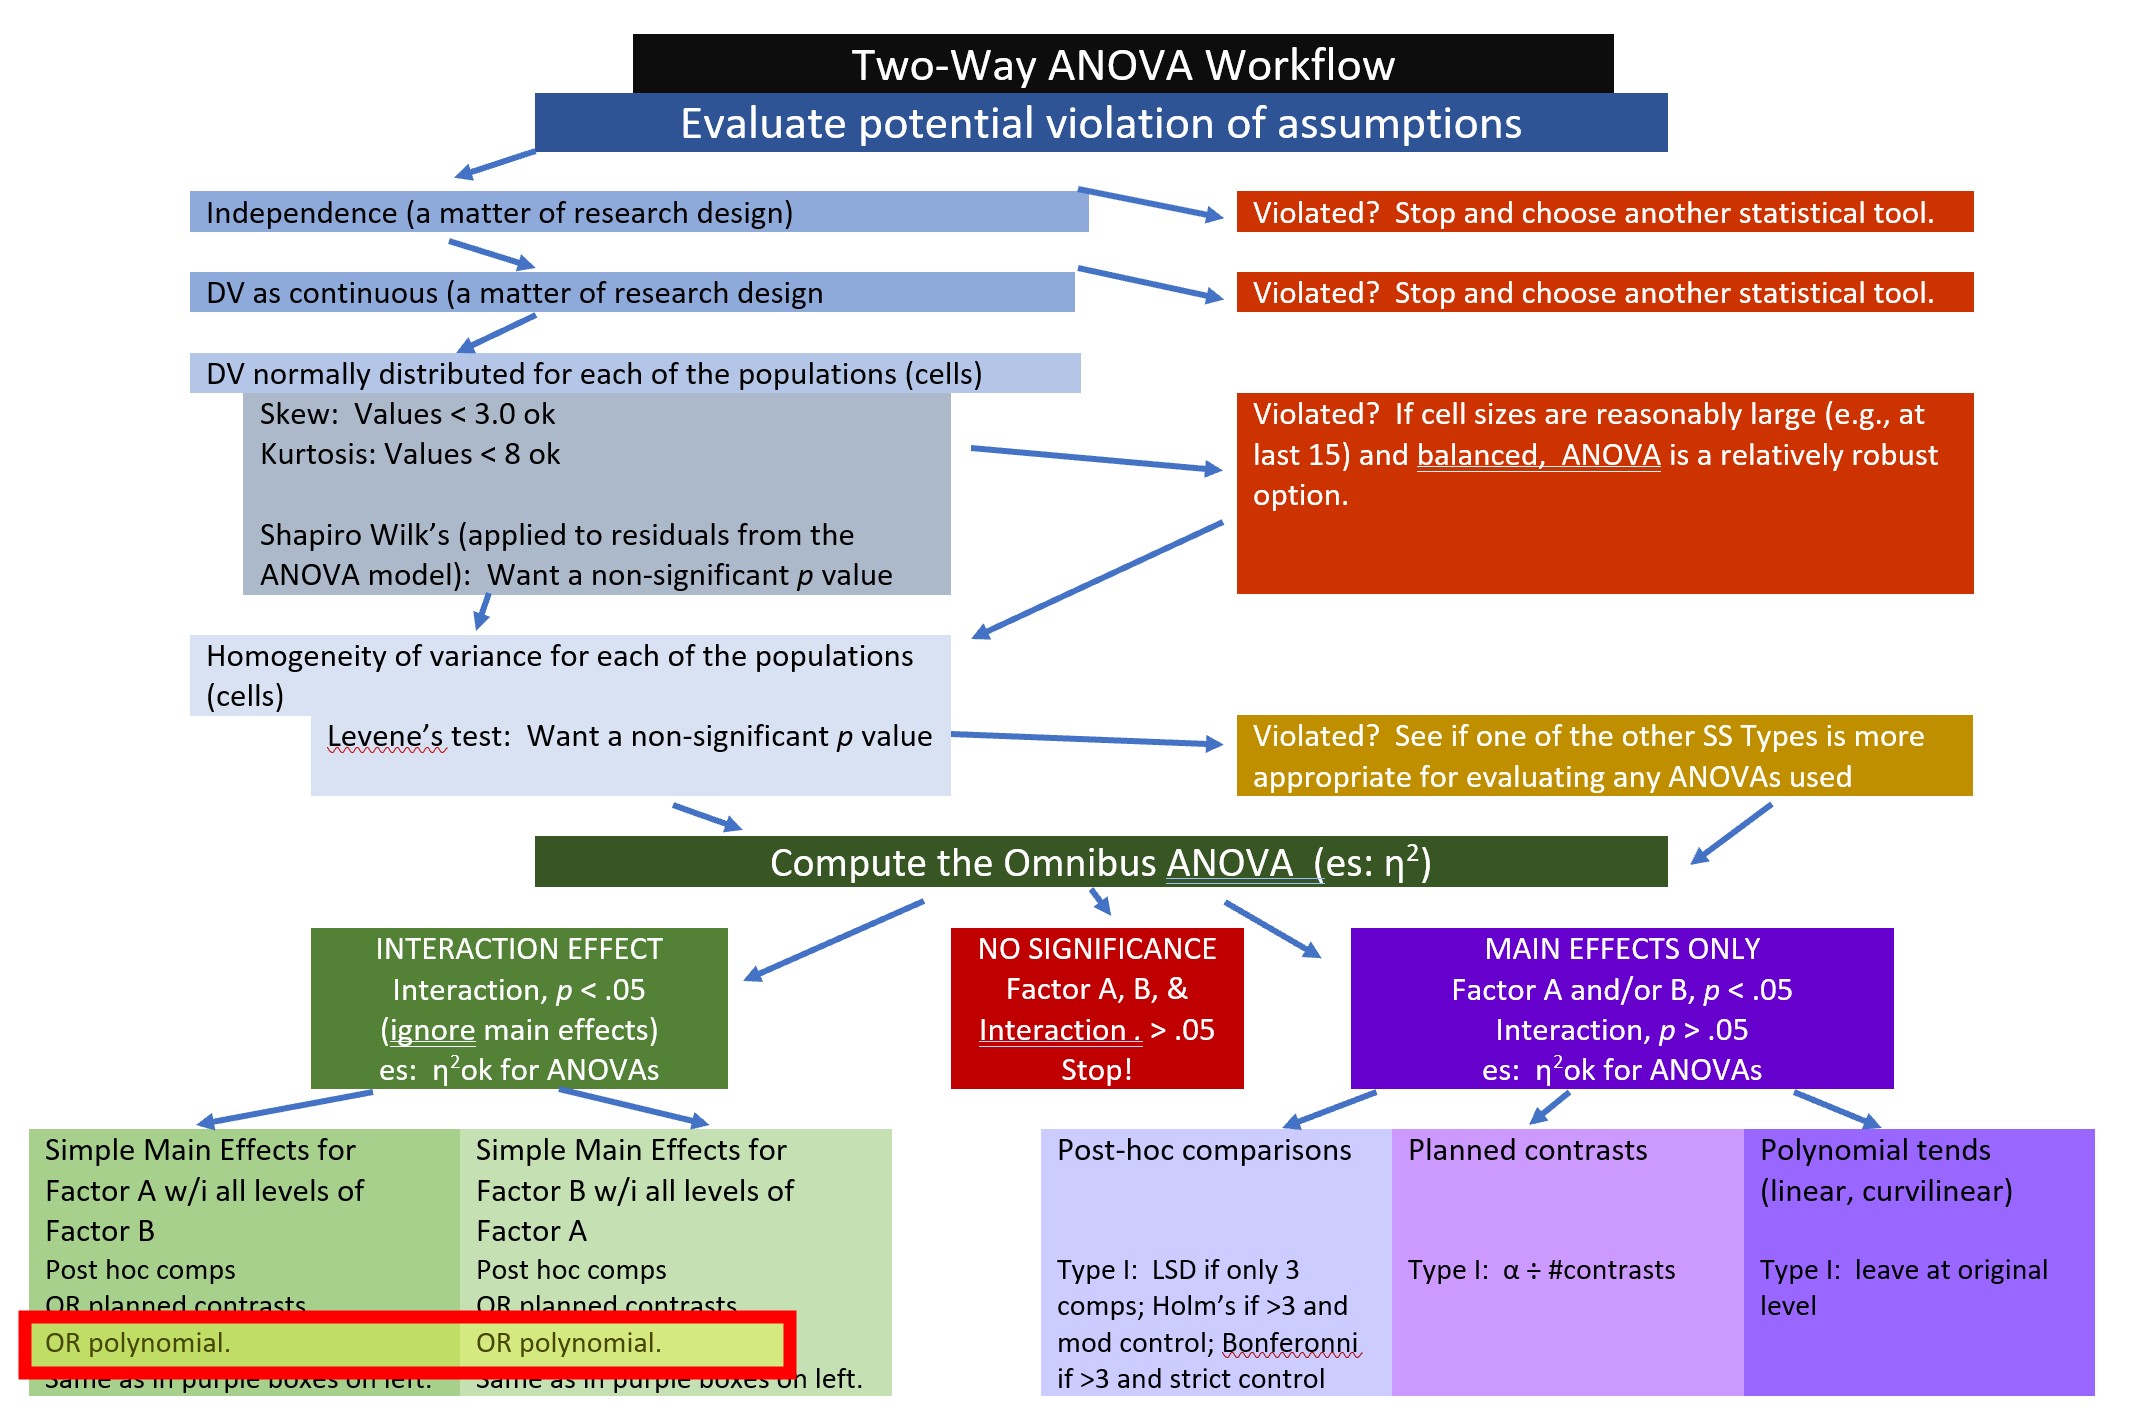 Two-Way ANOVA Workflow
Evaluate potential violation of assumptions
Independence (a matter of research design)
Violated?  Stop and choose another statistical tool.
DV as continuous (a matter of research design
Violated?  Stop and choose another statistical tool.
DV normally distributed for each of the populations (cells)
Skew:  Values < 3.0 ok
Kurtosis: Values < 8 ok
Shapiro Wilk’s (applied to residuals from the
ANOVA model):  Want a non-significant p value
Violated?  If cell sizes are reasonably large (e.g., at
last 15) and balanced,  ANOVA is a relatively robust
option.
Homogeneity of variance for each of the populations
(cells)
Levene’s test:  Want a non-significant p value
Violated?  See if one of the other SS Types is more
appropriate for evaluating any ANOVAs used
Compute the Omnibus ANOVA  (es: η²)
INTERACTION EFFECT
Interaction, p < .05
(ignore main effects)
es:  η²ok for ANOVAs
NO SIGNIFICANCE
Factor A, B, &
Interaction . > .05
Stop!
MAIN EFFECTS ONLY
Factor A and/or B, p < .05
Interaction, p > .05
es:  η²ok for ANOVAs
Simple Main Effects for
Factor A w/i all levels of
Factor B
Post hoc comps
OR planned contrasts
OR polynomial.
Same as in purple boxes on left.
Simple Main Effects for
Factor B w/i all levels of
Factor A
Post hoc comps
OR planned contrasts
OR polynomial.
Same as in purple boxes on left.
Post-hoc comparisons
Type I:  LSD if only 3
comps; Holm’s if >3 and
mod control; Bonferonni
if >3 and strict control
Planned contrasts
Type I:  α ÷ #contrasts
Polynomial tends
(linear, curvilinear)
Type I:  leave at original
level